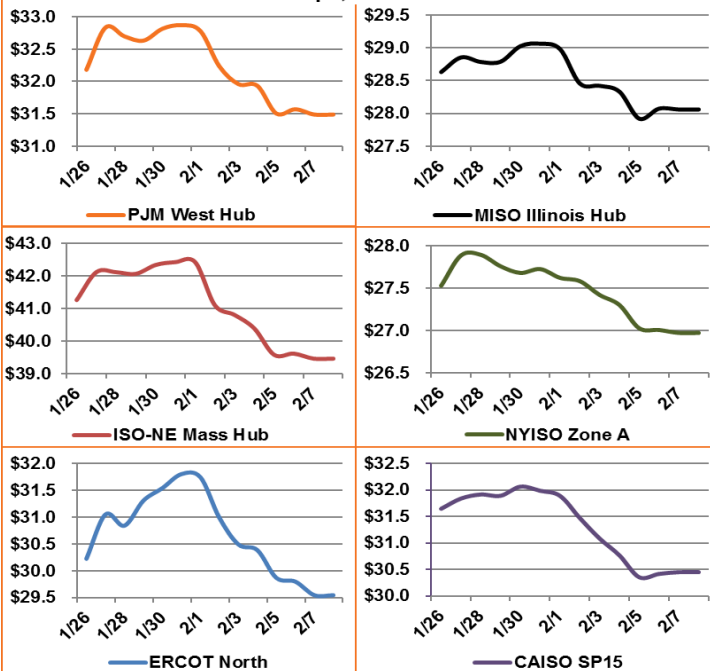 $33.0
$32.5
$32.0
$31.5
$31.0
1/26 1/28 1/30 2/1 2/3 2/5 2/7
PJM West Hub
$29.5
$29.0
$28.5
$28.0
$27.5
1/26 1/28 1/30 2/1 2/3 2/5 2/7
MISO Illinois Hub
$43.0
$42.0
$41.0
$40.0
$39.0
1/26 1/28 1/30 2/1 2/3 2/5 2/7
ISO-NE Mass Hub
$28.0
$27.5
$27.0
$26.5
1/26 1/28 1/30 2/1 2/3 2/5 2/7
NYISO Zone A
$32.0
$31.5
$31.0
$30.5
$30.0
$29.5
1/26 1/28 1/30 2/1 2/3 2/5 2/7
ERCOT North
$32.5
$32.0
$31.5
$31.0
$30.5
$30.0
1/26 1/28 1/30 2/1 2/3 2/5 2/7
CAISO SP15